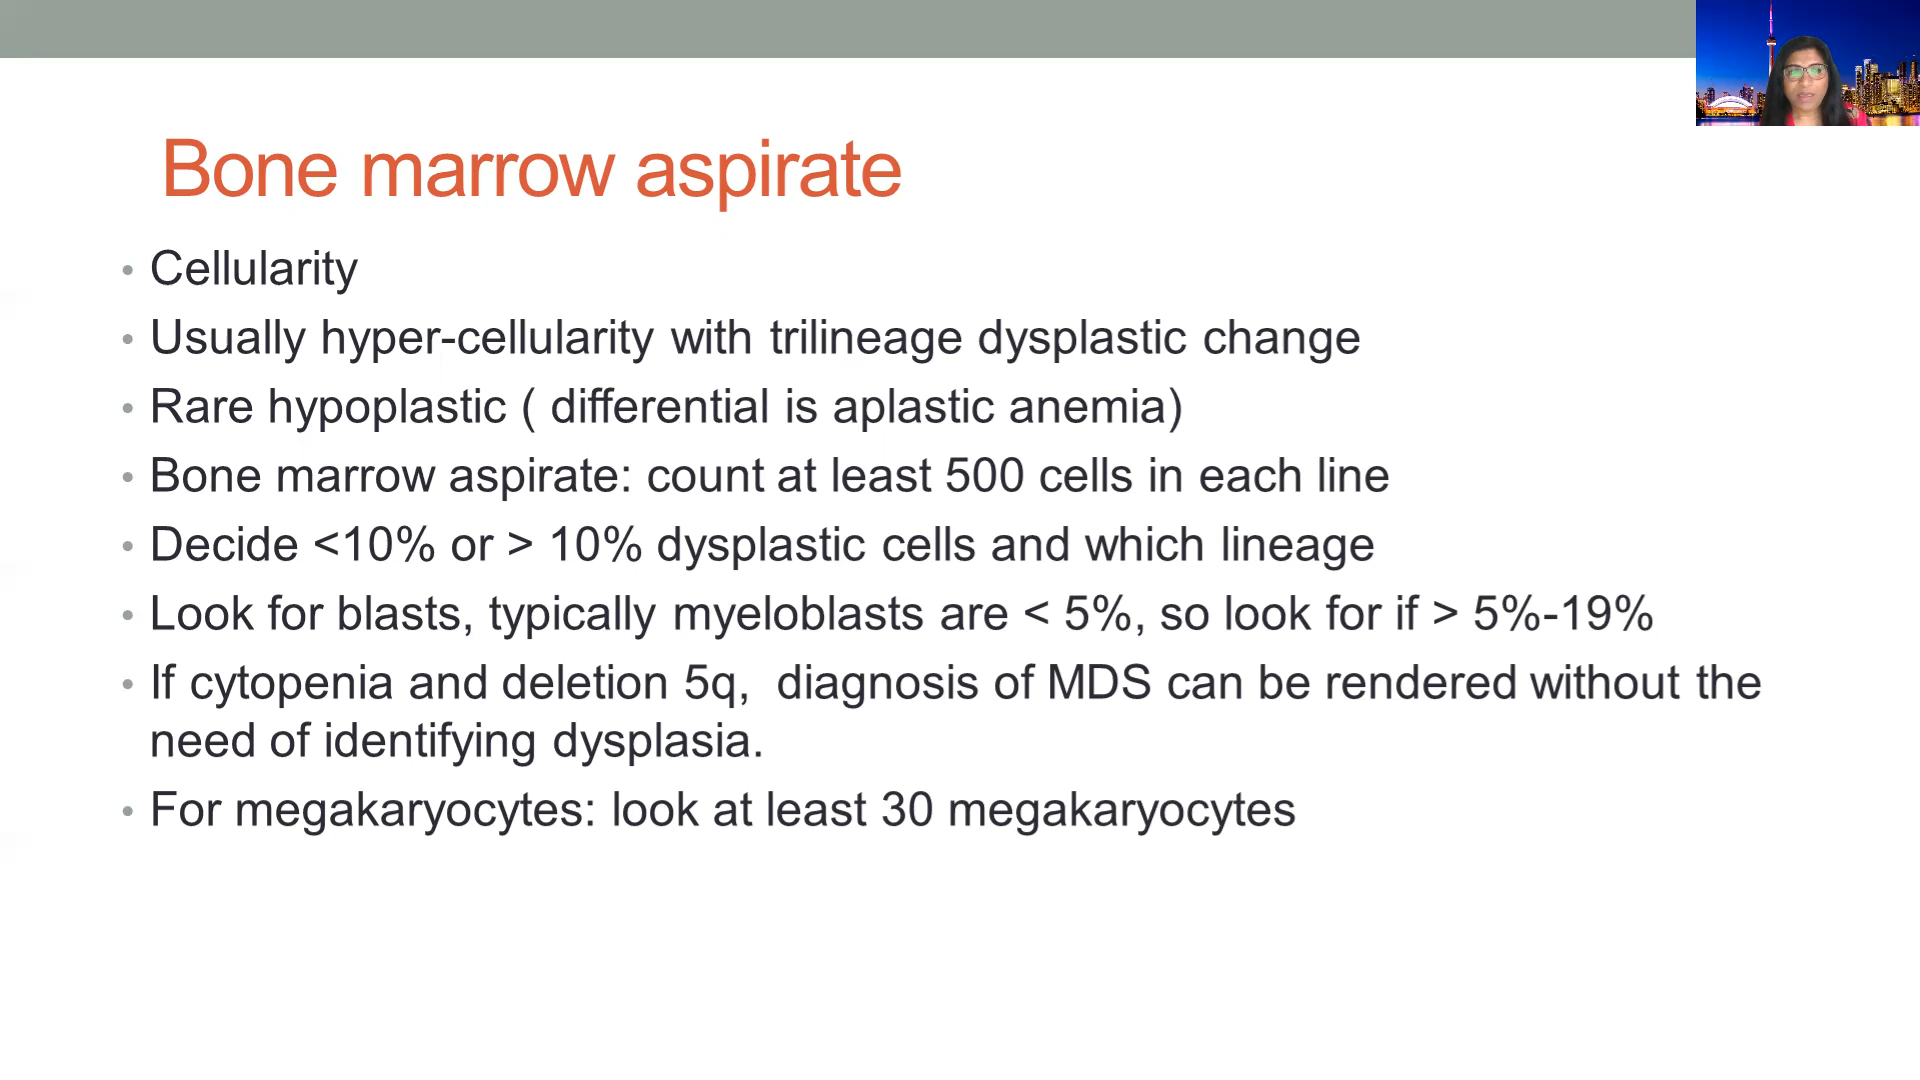 Bone marrow aspirate
• Cellularity
• Usually hyper-cellularity with trilineage dysplastic change
• Rare hypoplastic ( differential is aplastic anemia)
• Bone marrow aspirate: count at least 500 cells in each line
• Decide <10% or > 10% dysplastic cells and which lineage
• Look for blasts, typically myeloblasts are < 5%, so look for if > 5%-19%
• If cytopenia and deletion 5q,  diagnosis of MDS can be rendered without the
need of identifying dysplasia.
• For megakaryocytes: look at least 30 megakaryocytes